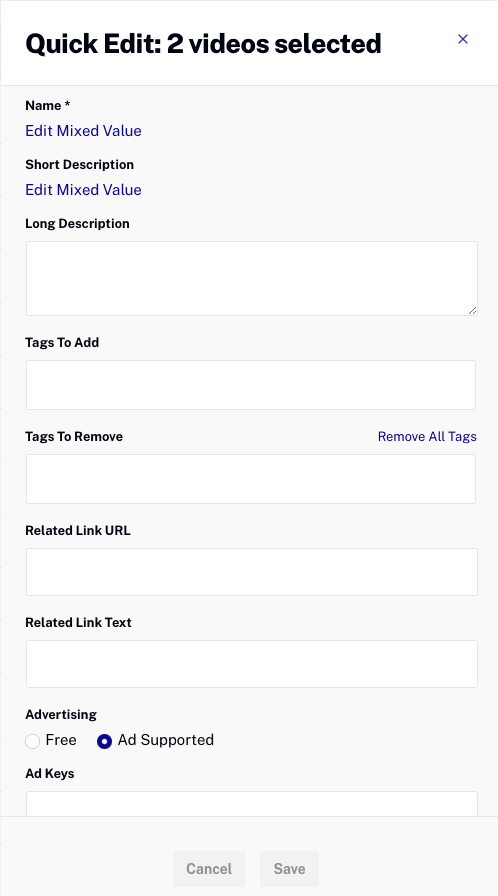 Quick Edit: 2 videos selected
Name *
Edit Mixed Value
Short Description
Edit Mixed Value
Long Description
Tags To Add
Tags To Remove
Remove All Tags
Related Link URL
Related Link Text
Advertising
Free
Ad Supported
Ad Keys
Cancel
Save